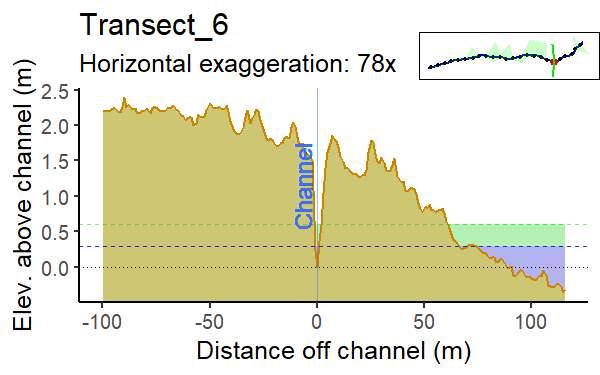 Transect_6
Horizontal exaggeration: 78x
Elev. above channel (m)
2.5
2.0
1.5
1.0
0.5
0.0
Channel
-100
-50
0
50
100
Distance off channel (m)